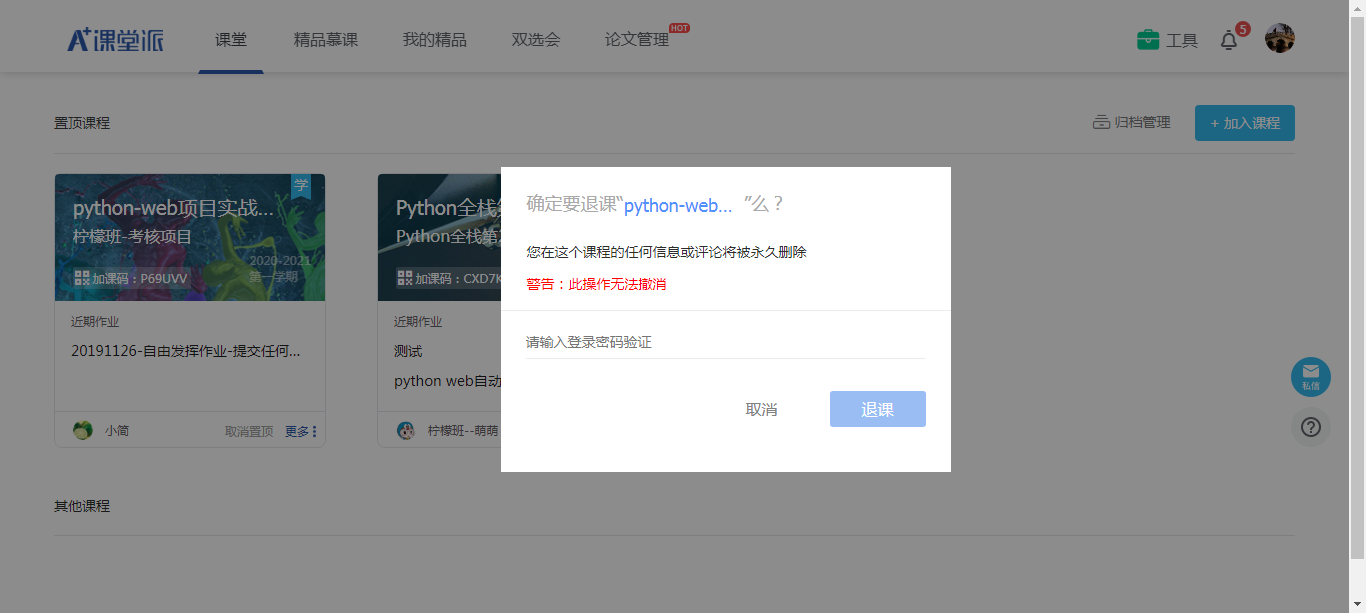 A+课堂派 课堂 精品慕课 我的精品 双选会 论文管理 HOT 工具 5
置顶课程 归档管理 + 加入课程
学
python-web项目实战...
柠檬班-考核项目
2020-2021
第一学期
加课码：P69UVV
近期作业
20191126-自由发挥作业-提交任何...
小简 取消置顶 更多
Python全栈
Python全栈第
加课码：CXD7
近期作业
测试
python web自动
柠檬班--萌萌
确定要退课“python-web... ”么？
您在这个课程的任何信息或评论将被永久删除
警告：此操作无法撤消
请输入登录密码验证
取消 退课
私信
其他课程